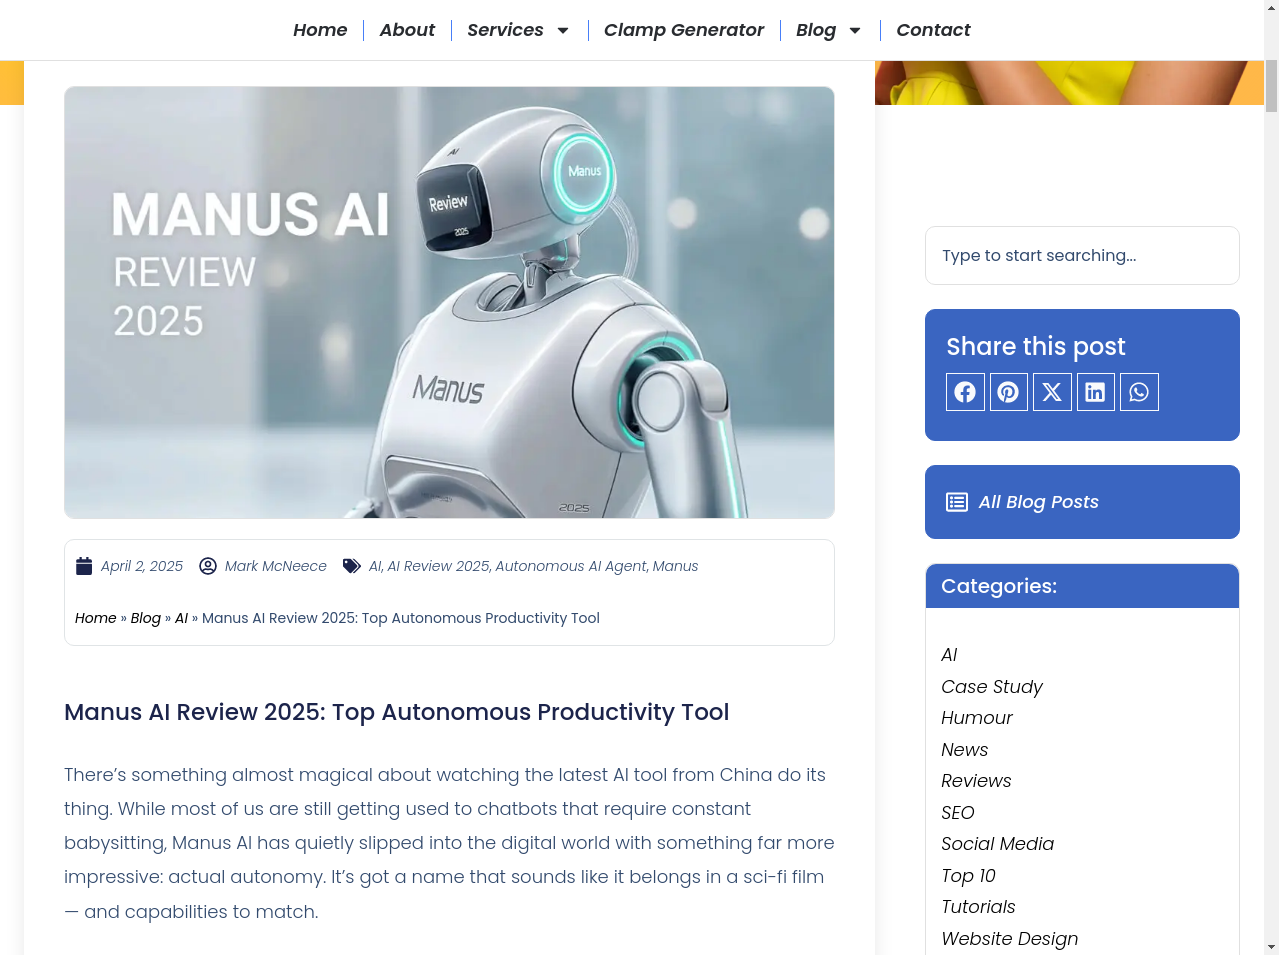 Home
About
Services
Clamp Generator
Blog
Contact
MANUS AI
REVIEW
2025
AI
Review
2025
Manus
Manus
2025
April 2, 2025
Mark McNeece
AI, AI Review 2025, Autonomous AI Agent, Manus
Home » Blog » AI » Manus AI Review 2025: Top Autonomous Productivity Tool
Manus AI Review 2025: Top Autonomous Productivity Tool
There’s something almost magical about watching the latest AI tool from China do its
thing. While most of us are still getting used to chatbots that require constant
babysitting, Manus AI has quietly slipped into the digital world with something far more
impressive: actual autonomy. It’s got a name that sounds like it belongs in a sci-fi film
— and capabilities to match.
Type to start searching...
Share this post
All Blog Posts
Categories:
AI
Case Study
Humour
News
Reviews
SEO
Social Media
Top 10
Tutorials
Website Design